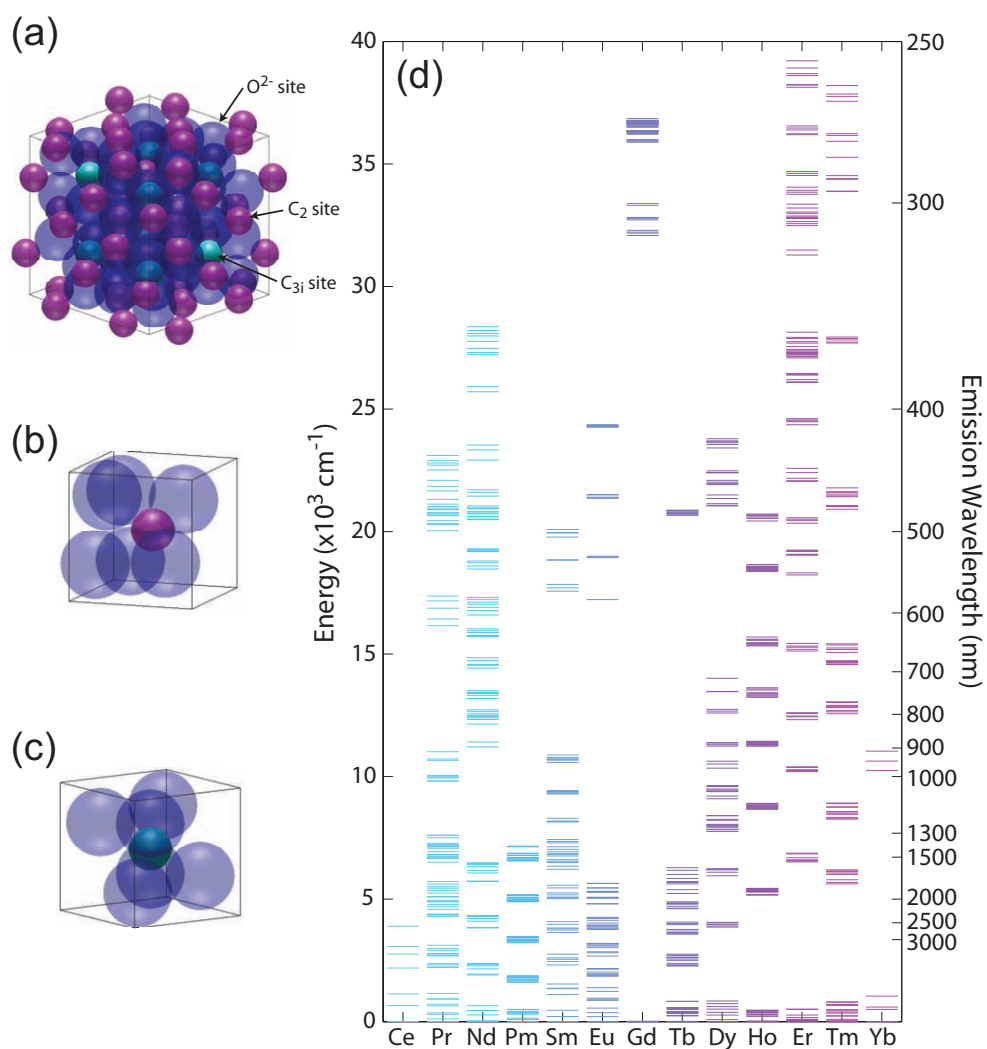 (a)
O²⁻ site
C₂ site
C₃ᵢ site
(b)
(c)
(d)
Energy (x10³ cm⁻¹)
40
35
30
25
20
15
10
5
0
Ce Pr Nd Pm Sm Eu Gd Tb Dy Ho Er Tm Yb
250
300
400
500
600
700
800
900
1000
1300
1500
2000
2500
3000
Emission Wavelength (nm)